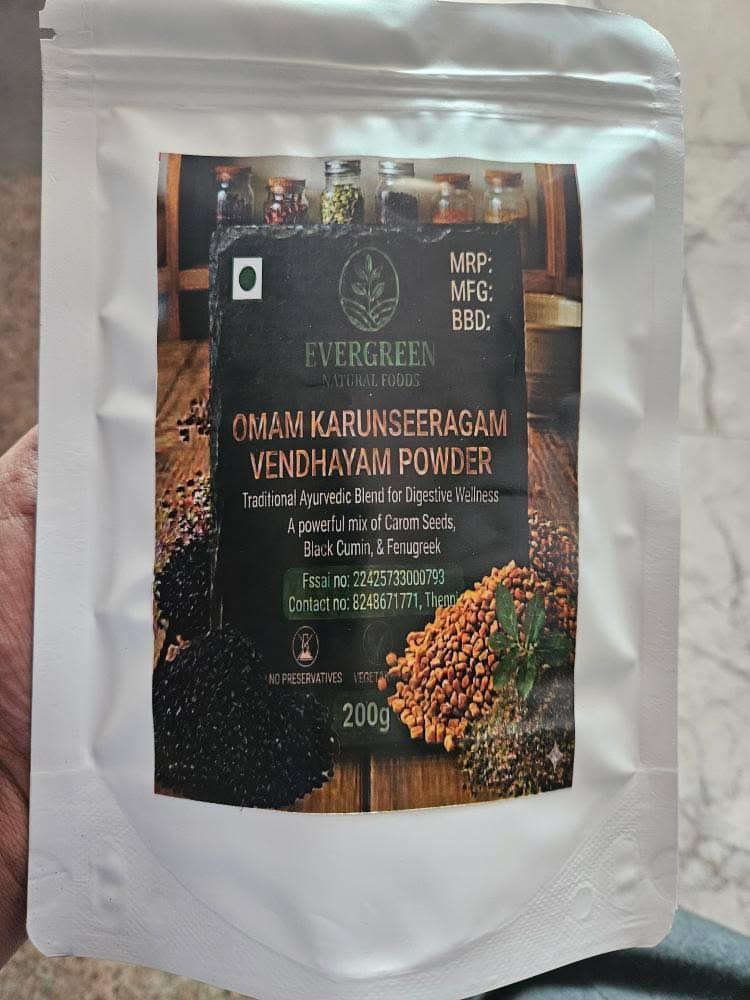 MRP:
MFG:
BBD:
EVERGREEN
NATURAL FOODS
OMAM KARUNSEERAGAM
VENDHAYAM POWDER
Traditional Ayurvedic Blend for Digestive Wellness
A powerful mix of Carom Seeds,
Black Cumin, & Fenugreek
Fssai no: 22425733000793
Contact no: 8248671771,
NO PRESERVATIVES
200g